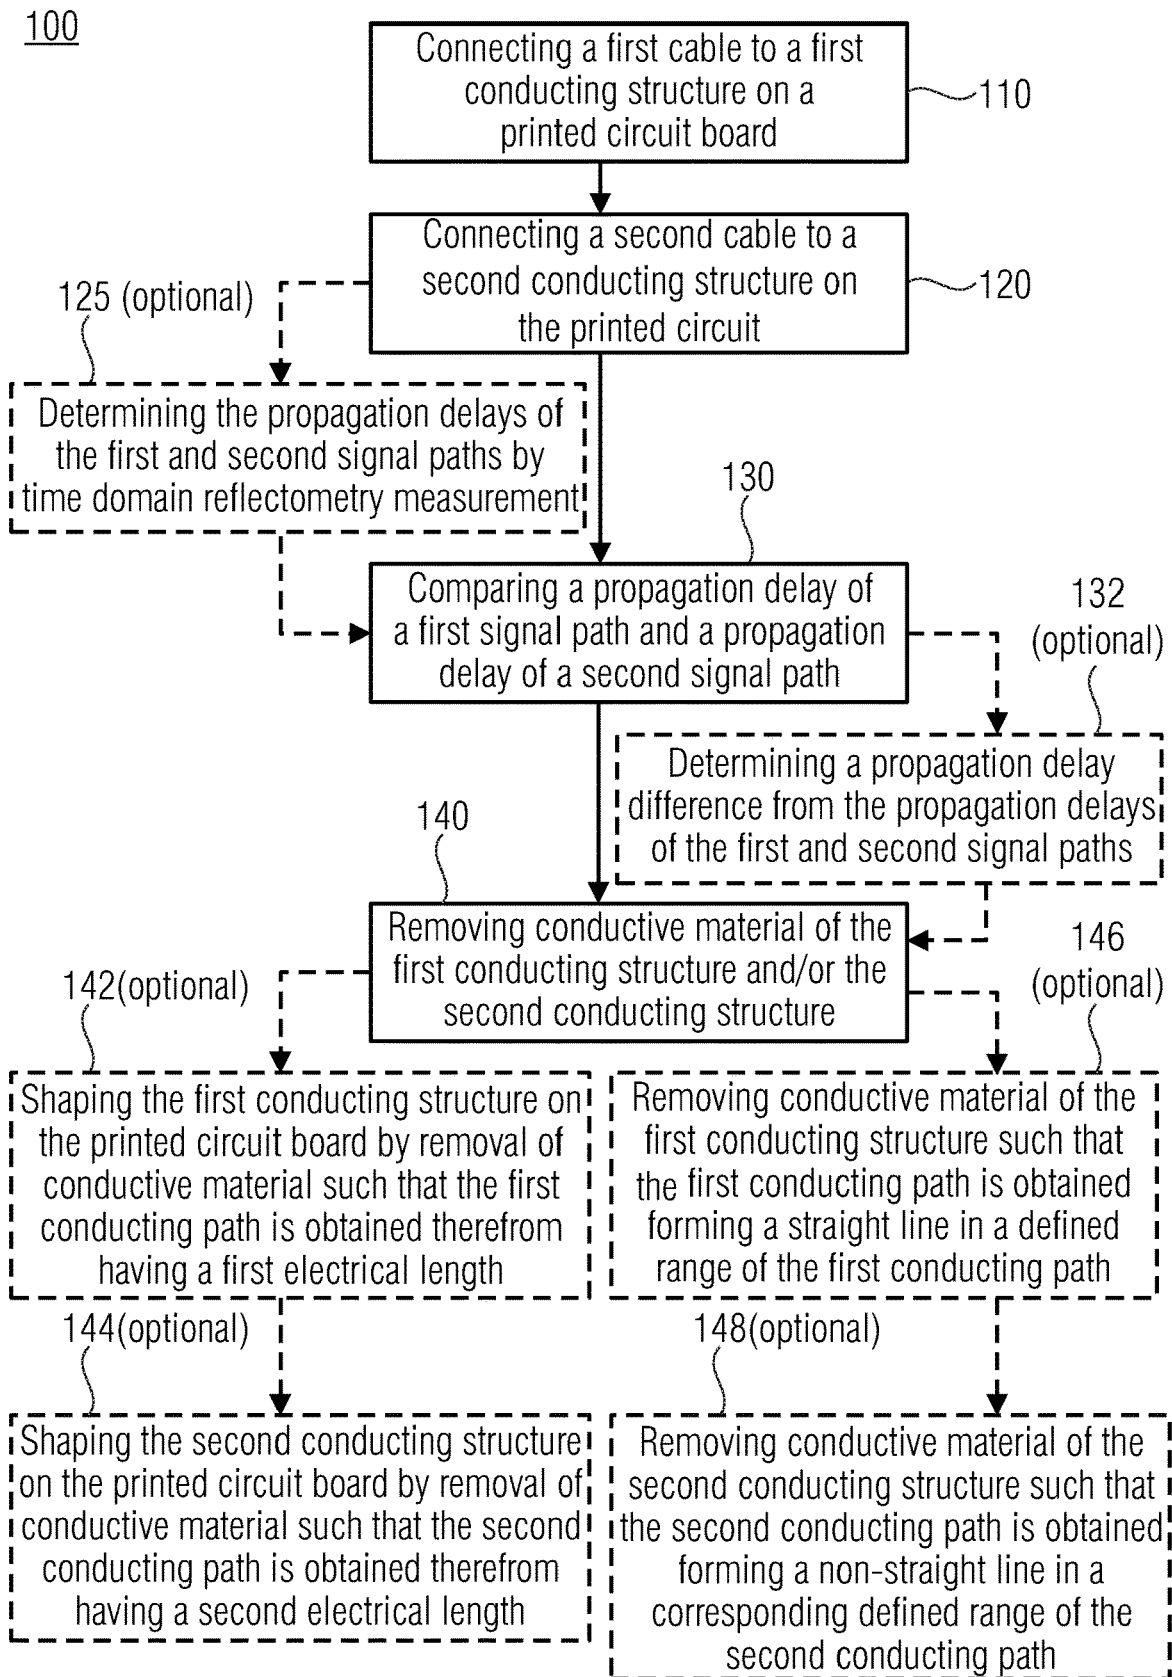 100
Connecting a first cable to a first
conducting structure on a
printed circuit board
110
Connecting a second cable to a
second conducting structure on
the printed circuit
120
125 (optional)
Determining the propagation delays of
the first and second signal paths by
time domain reflectometry measurement
130
Comparing a propagation delay of
a first signal path and a propagation
delay of a second signal path
132
(optional)
Determining a propagation delay
difference from the propagation delays
of the first and second signal paths
140
Removing conductive material of the
first conducting structure and/or the
second conducting structure
142(optional)
Shaping the first conducting structure on
the printed circuit board by removal of
conductive material such that the first
conducting path is obtained therefrom
having a first electrical length
146
(optional)
Removing conductive material of the
first conducting structure such that
the first conducting path is obtained
forming a straight line in a defined
range of the first conducting path
144(optional)
Shaping the second conducting structure
on the printed circuit board by removal of
conductive material such that the second
conducting path is obtained therefrom
having a second electrical length
148(optional)
Removing conductive material of the
second conducting structure such that
the second conducting path is obtained
forming a non-straight line in a
corresponding defined range of the
second conducting path